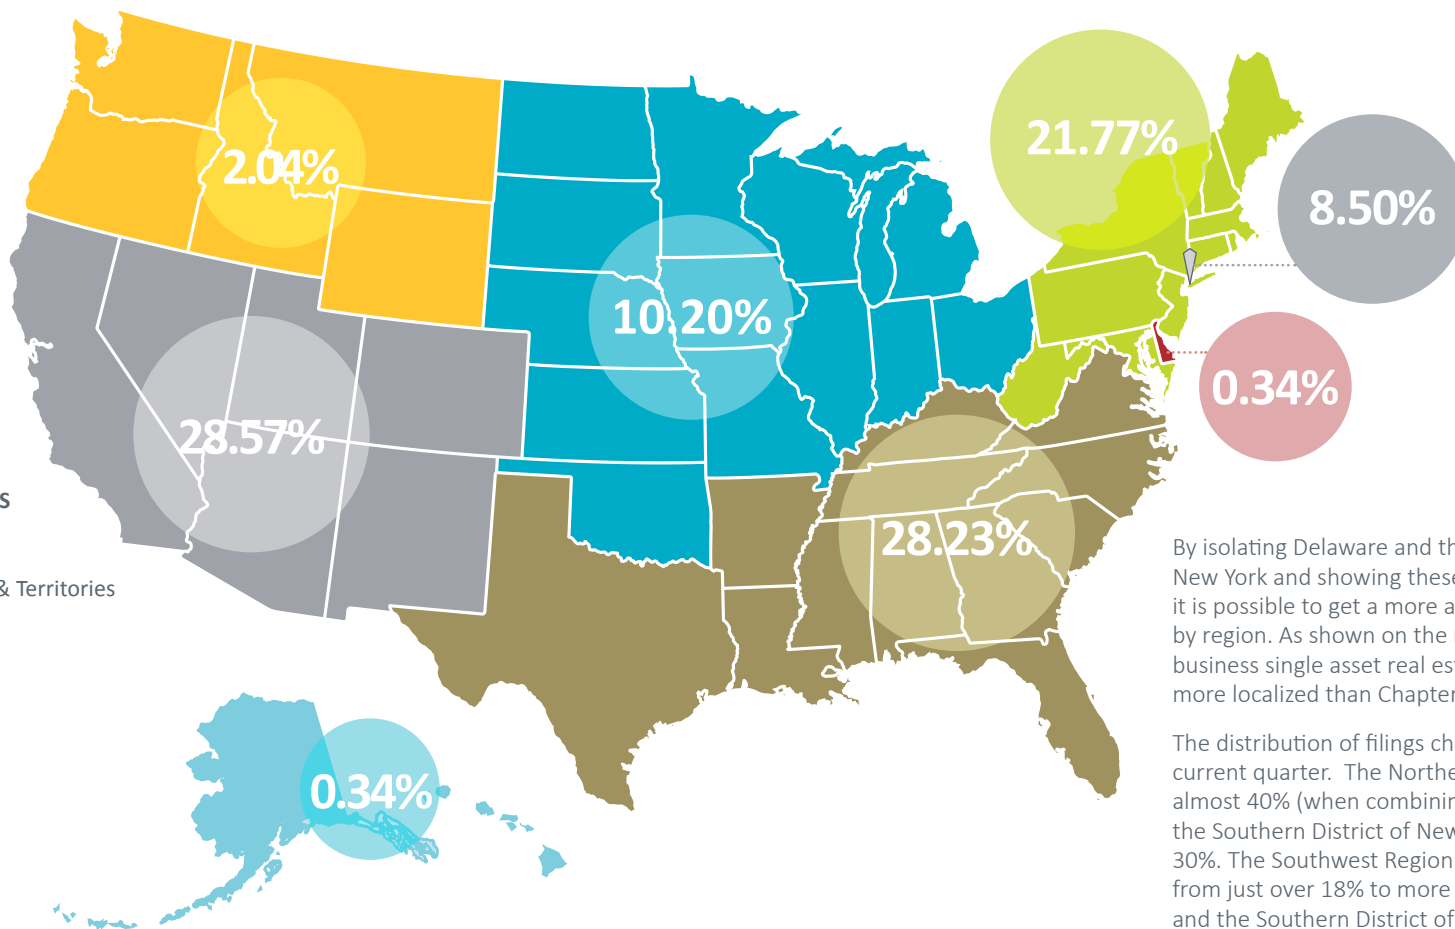 21.77%
2.04%
8.50%
10.20%
0.34%
28.57%
S
28.23%
& Territories
0.34%
By isolating Delaware and th
New York and showing these
it is possible to get a more a
by region. As shown on the
business single asset real est
more localized than Chapter
The distribution of filings ch
current quarter.  The Northe
almost 40% (when combinin
the Southern District of New
30%. The Southwest Region
from just over 18% to more
and the Southern District of